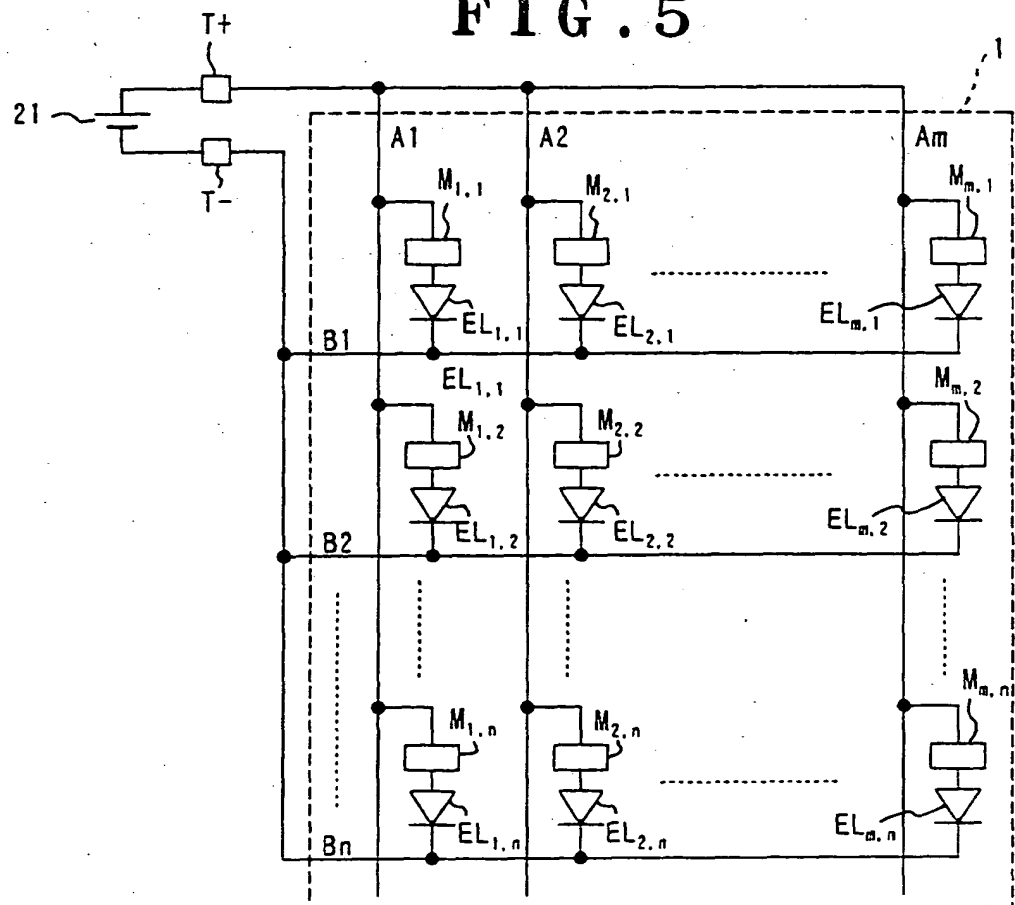 FIG.5
T+
1
21
A1 A2 Am
T-
M1,1 M2,1 Mm,1
EL1,1 EL2,1 ELm,1
B1
EL1,1
Mm,2
M1,2 M2,2
EL1,2 EL2,2 ELm,2
B2
Mm,n
M1,n M2,n
EL1,n EL2,n ELm,n
Bn